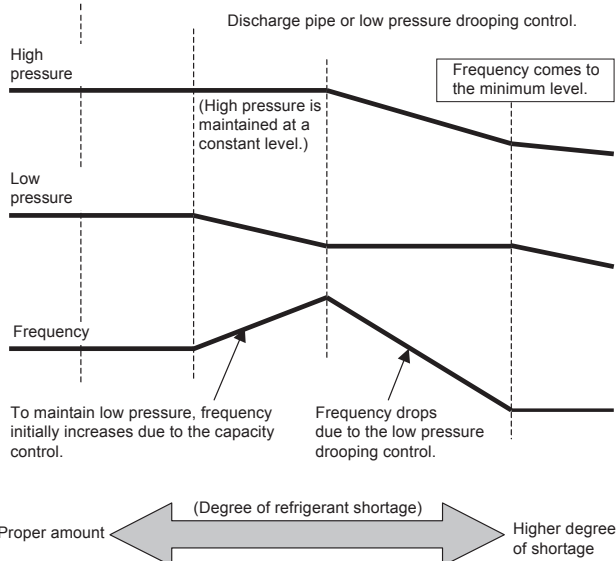 Discharge pipe or low pressure drooping control.
High
pressure
Frequency comes to
the minimum level.
(High pressure is
maintained at a
constant level.)
Low
pressure
Frequency
To maintain low pressure, frequency
initially increases due to the capacity
control.
Frequency drops
due to the low pressure
drooping control.
(Degree of refrigerant shortage)
Proper amount
Higher degree
of shortage